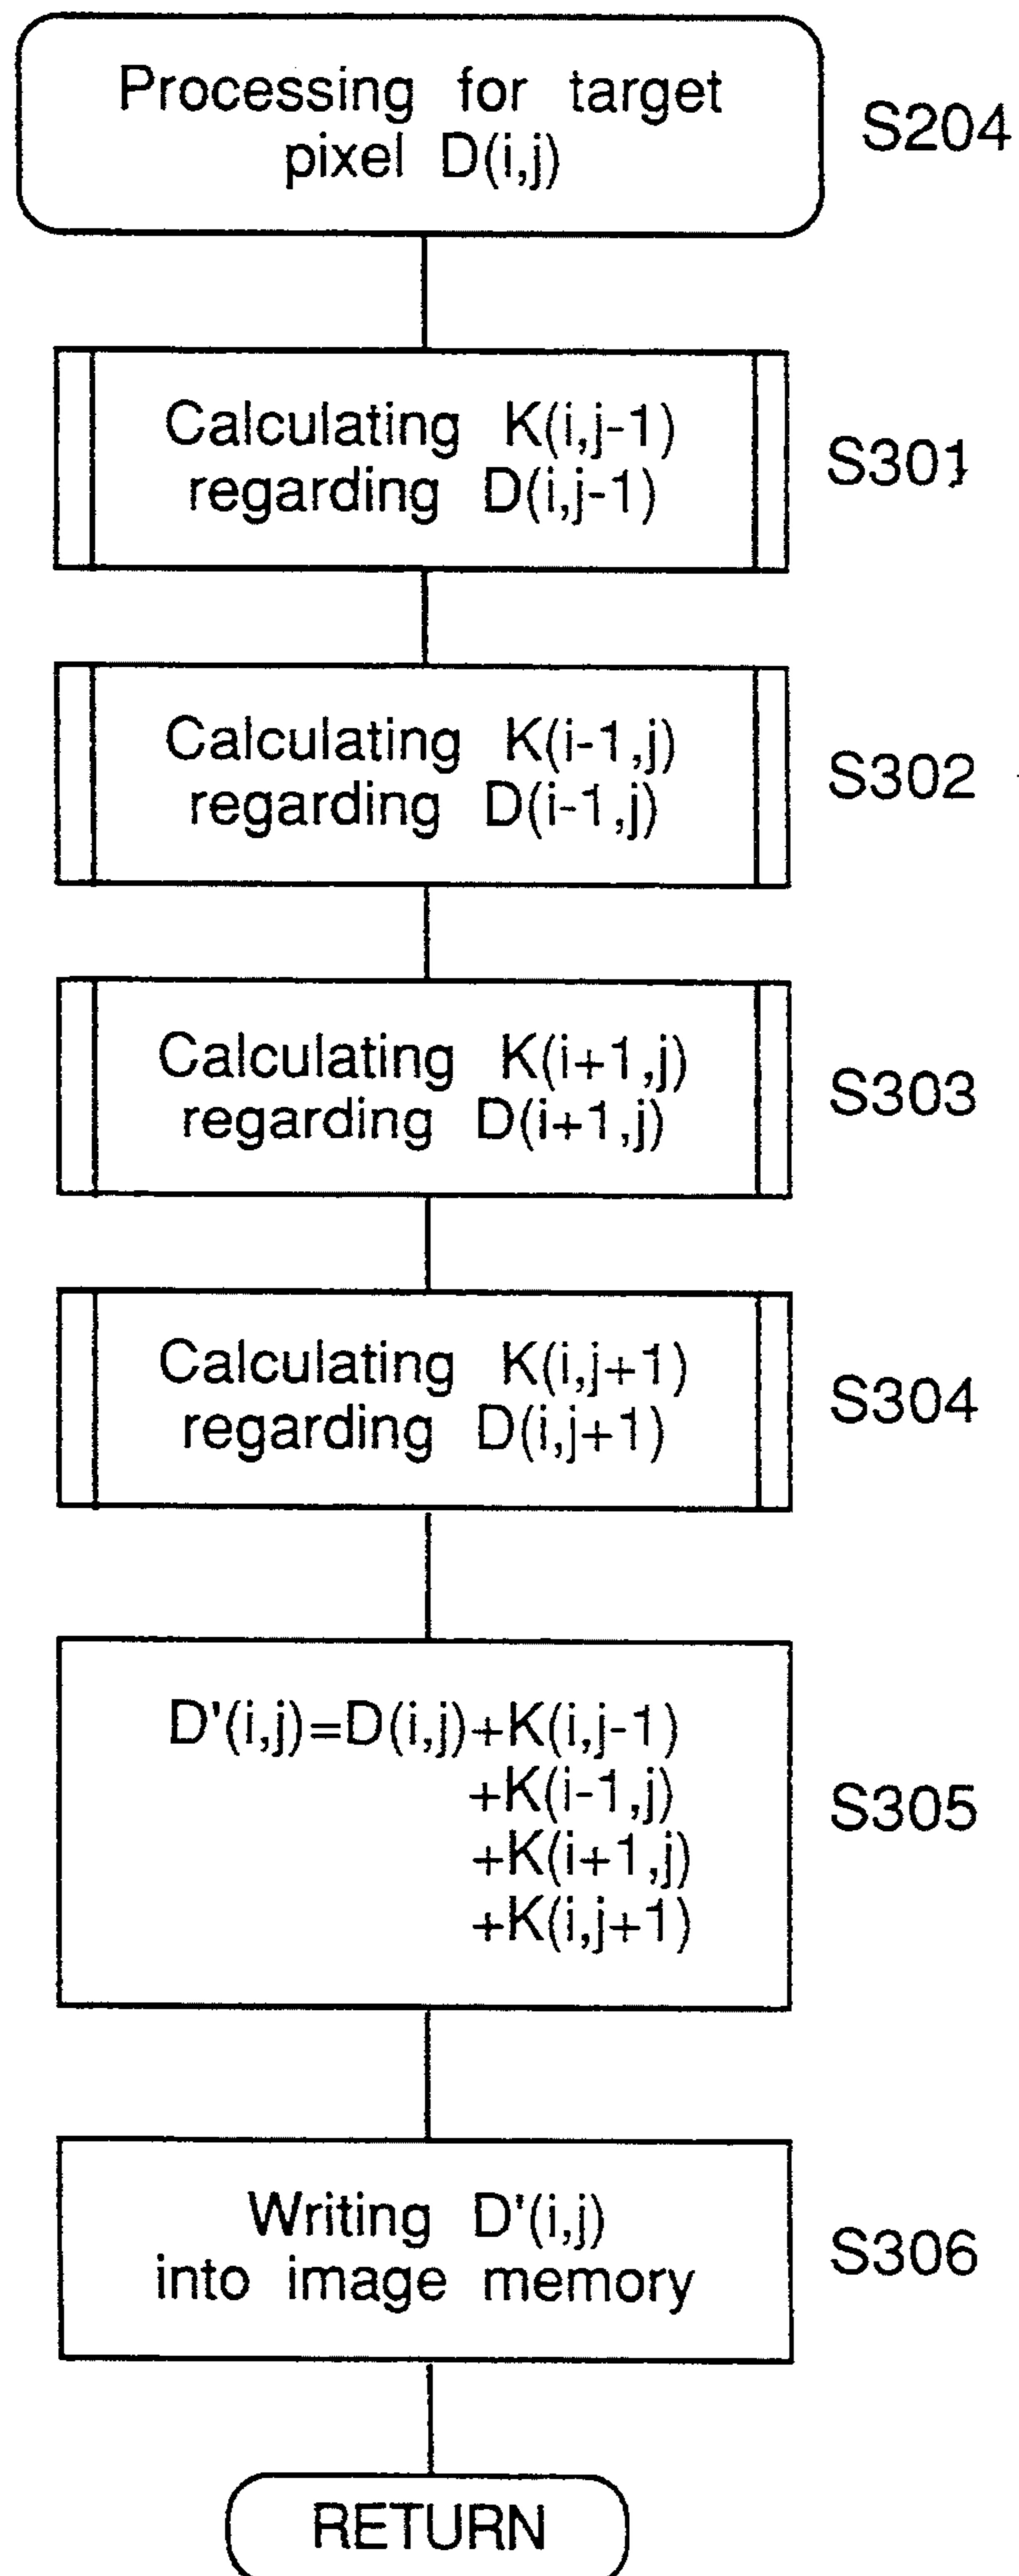 Processing for target
pixel D(i,j)
S204
Calculating K(i,j-1)
regarding D(i,j-1)
S301
Calculating K(i-1,j)
regarding D(i-1,j)
S302
Calculating K(i+1,j)
regarding D(i+1,j)
S303
Calculating K(i,j+1)
regarding D(i,j+1)
S304
D'(i,j)=D(i,j)+K(i,j-1)
+K(i-1,j)
+K(i+1,j)
+K(i,j+1)
S305
Writing D'(i,j)
into image memory
S306
RETURN